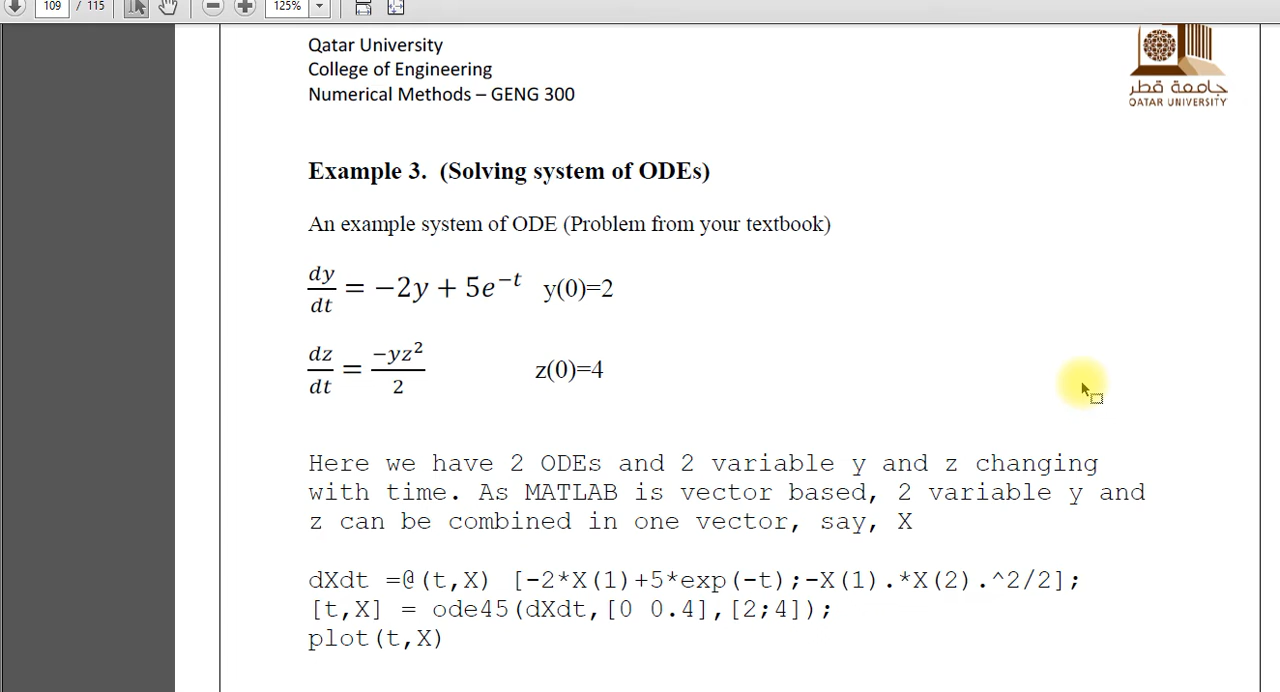 109 / 115 125%
Qatar University
College of Engineering
Numerical Methods – GENG 300
جامعة قطر
QATAR UNIVERSITY
Example 3. (Solving system of ODEs)
An example system of ODE (Problem from your textbook)
dy/dt = −2y + 5e^−t y(0)=2
dz/dt = −yz²/2 z(0)=4
Here we have 2 ODEs and 2 variable y and z changing
with time. As MATLAB is vector based, 2 variable y and
z can be combined in one vector, say, X
dXdt =@(t,X) [-2*X(1)+5*exp(-t);-X(1).*X(2).^2/2];
[t,X] = ode45(dXdt,[0 0.4],[2;4]);
plot(t,X)